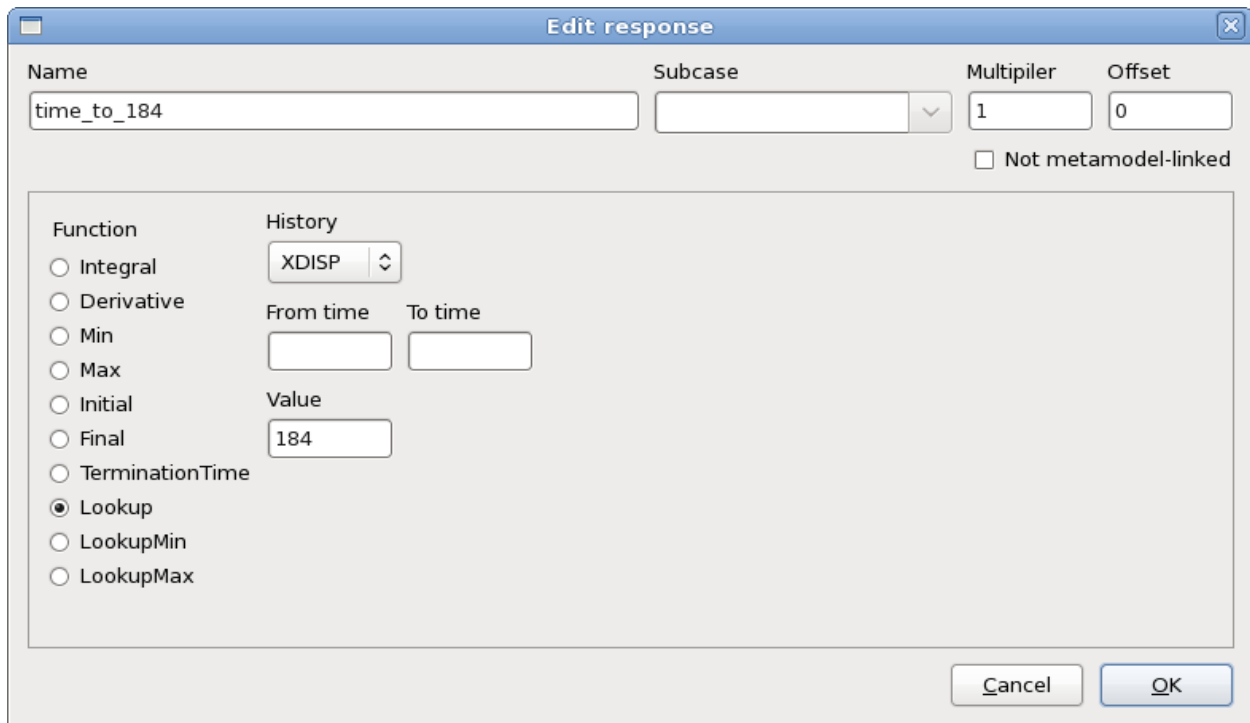 Edit response
Name Subcase Multipiler Offset
time_to_184 1 0
Not metamodel-linked
Function History
Integral XDISP
Derivative
From time To time
Min
Max
Initial Value
Final 184
TerminationTime
Lookup
LookupMin
LookupMax
Cancel OK